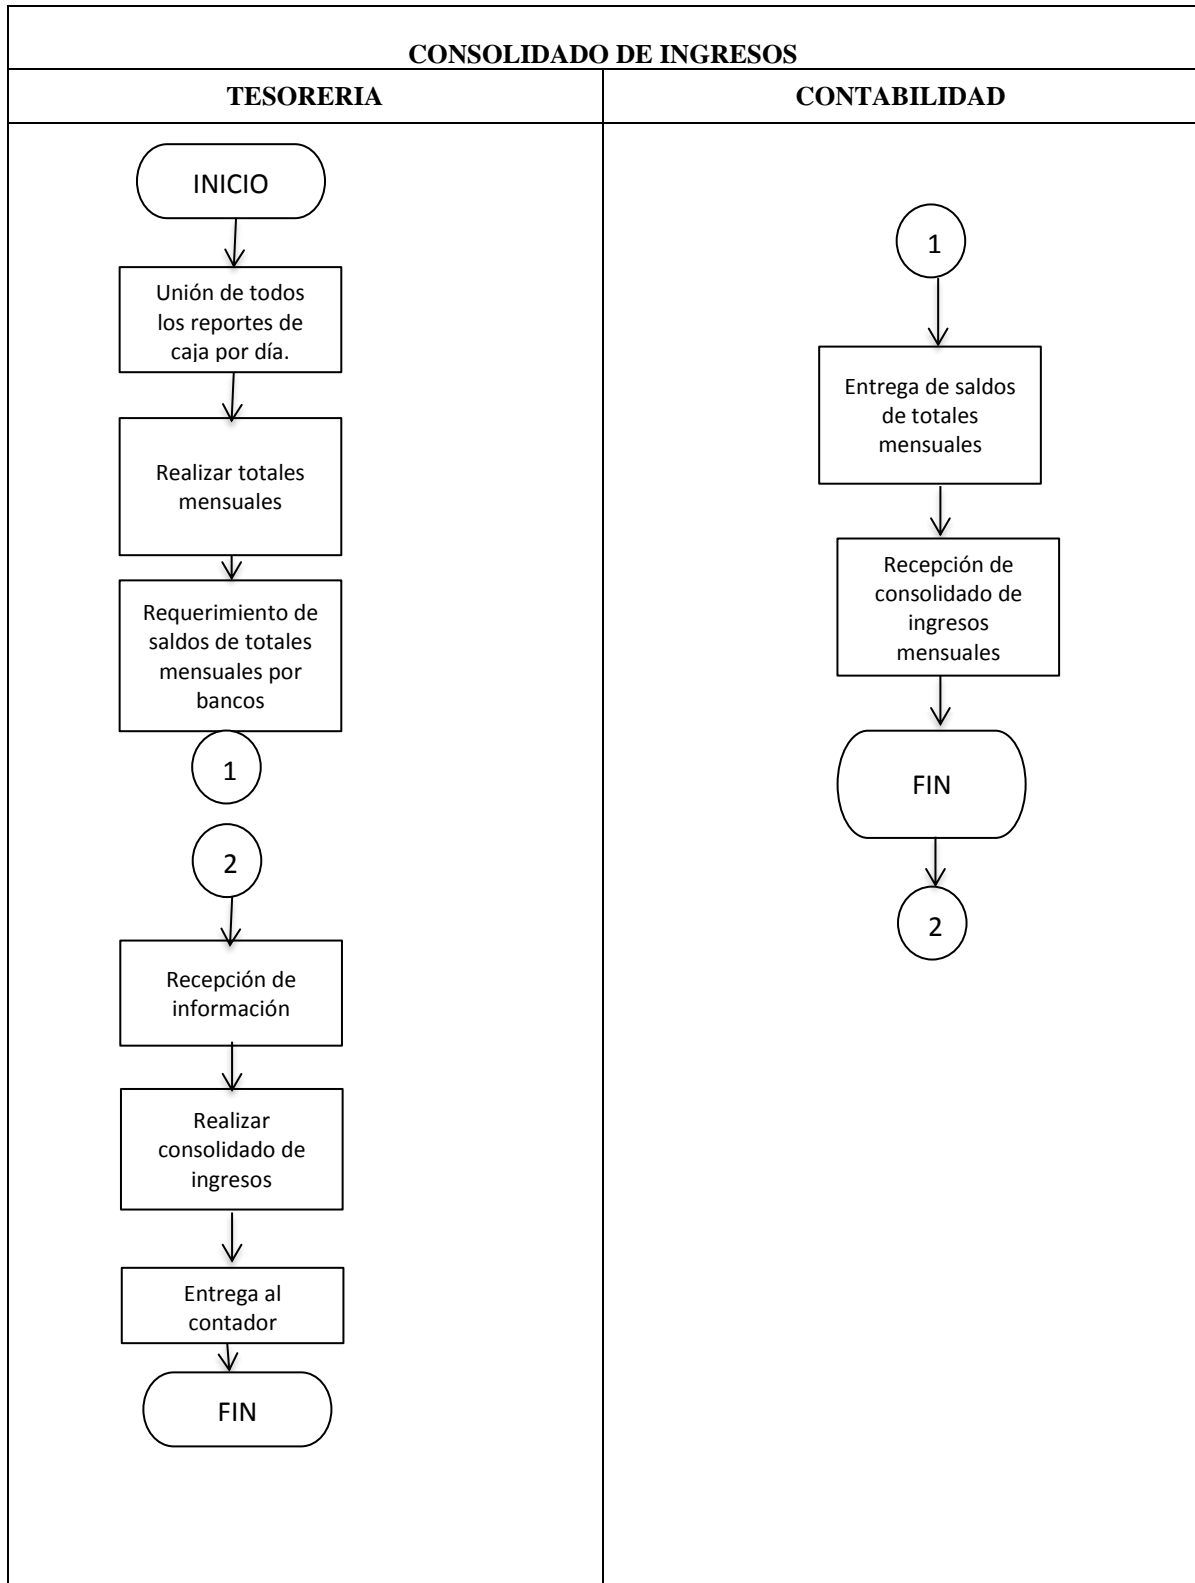 CONSOLIDADO DE INGRESOS
TESORERIA
CONTABILIDAD
INICIO
Unión de todos
los reportes de
caja por día.
Realizar totales
mensuales
Requerimiento de
saldos de totales
mensuales por
bancos
1
2
Recepción de
información
Realizar
consolidado de
ingresos
Entrega al
contador
FIN
1
Entrega de saldos
de totales
mensuales
Recepción de
consolidado de
ingresos
mensuales
FIN
2